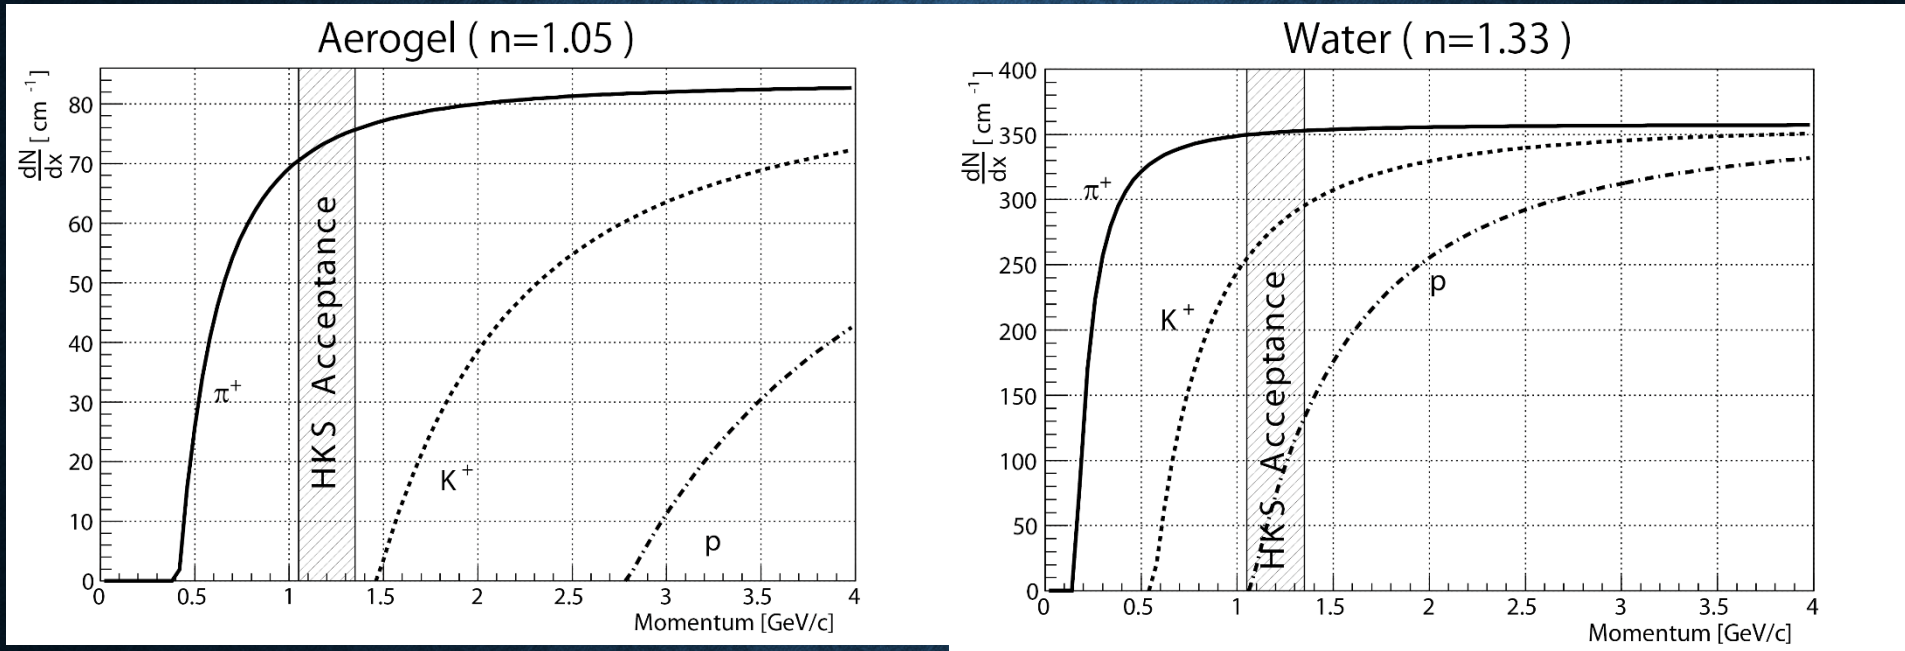 Aerogel ( n=1.05 )
dN
dx
[ cm -1 ]
80
70
60
50
40
30
20
10
0
π+
K+
p
HKS Acceptance
0 0.5 1 1.5 2 2.5 3 3.5 4
Momentum [GeV/c]
Water ( n=1.33 )
dN
dx
[ cm -1 ]
400
350
300
250
200
150
100
50
0
π+
K+
p
HKS Acceptance
0 0.5 1 1.5 2 2.5 3 3.5 4
Momentum [GeV/c]